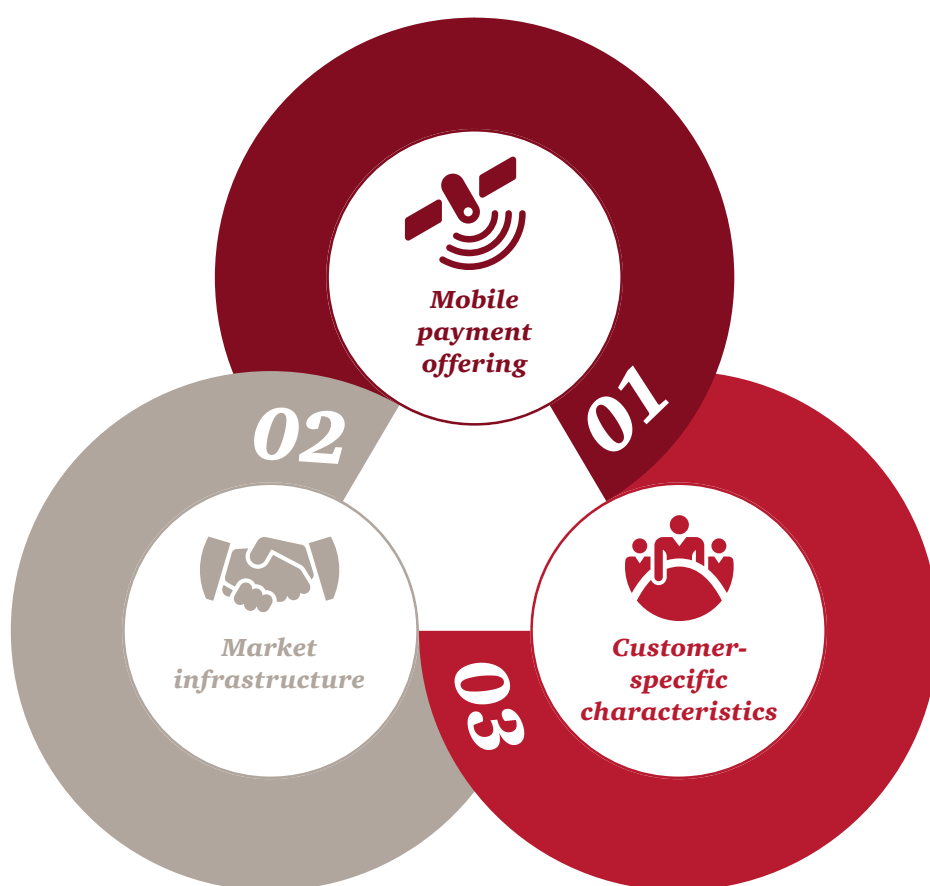 Mobile
payment
offering
01
02
Market
infrastructure
03
Customer-
specific
characteristics